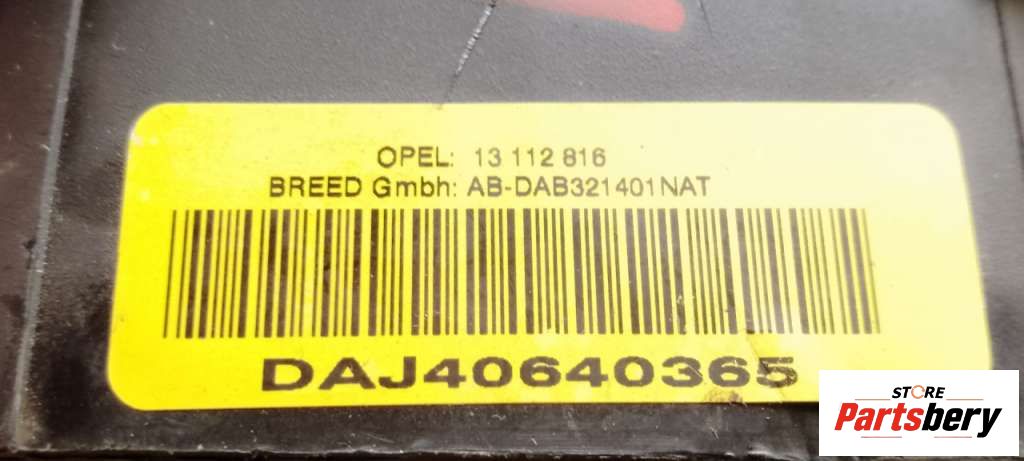 OPEL: 13 112 816
BREED Gmbh: AB-DAB321401NAT
DAJ40640365
STORE
Partsbery